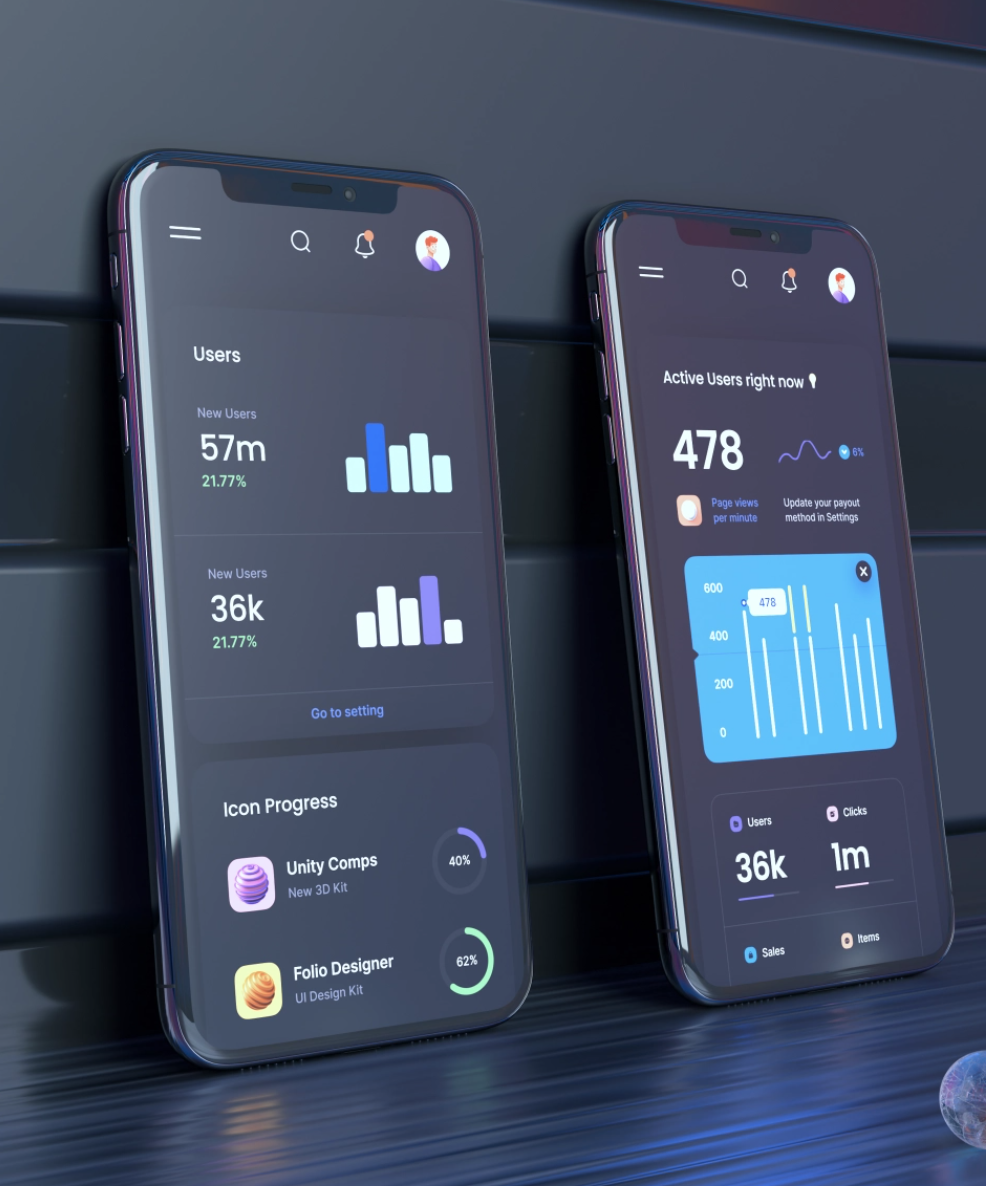 Users
New Users
57m
21.77%
New Users
36k
21.77%
Go to setting
Icon Progress
Unity Comps
New 3D Kit
40%
Folio Designer
UI Design Kit
62%
Active Users right now
478
6%
Page views
per minute
Update your payout
method in Settings
600
478
400
200
0
Users
Clicks
36k
1m
Sales
Items